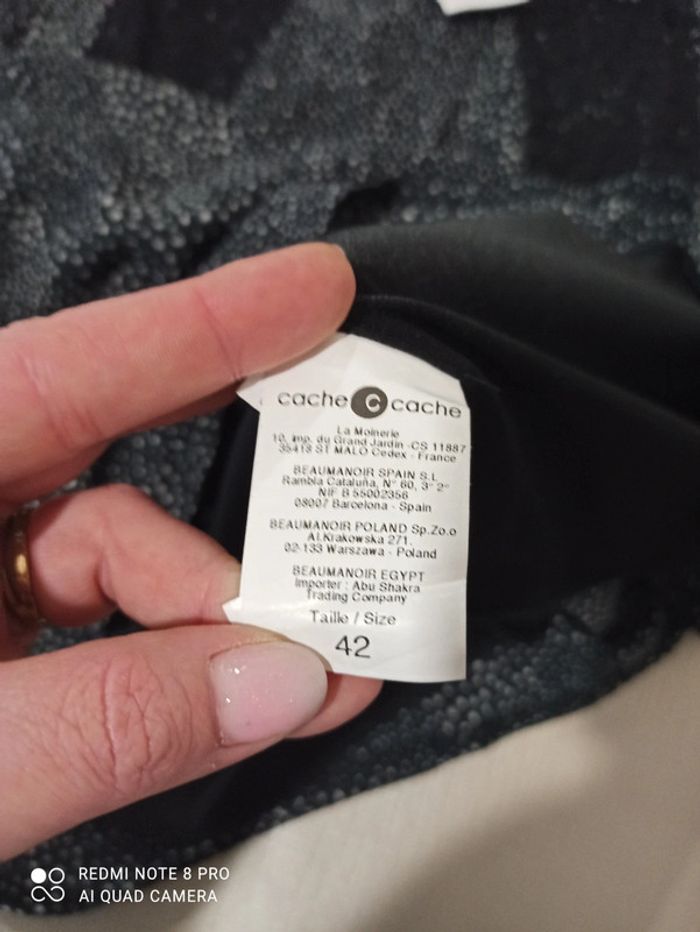 cache c cache
La Moinerie
10, imp. du Grand Jardin -CS 11887
35418 ST MALO Cedex - France
BEAUMANOIR SPAIN S.L.
Rambla Cataluña, N° 60, 3° 2°
NIF B 55002356
08007 Barcelona - Spain
BEAUMANOIR POLAND Sp.Zo.o
Al.Krakowska 271.
02-133 Warszawa - Poland
BEAUMANOIR EGYPT
Importer : Abu Shakra
Trading Company
Taille / Size
42
REDMI NOTE 8 PRO
AI QUAD CAMERA